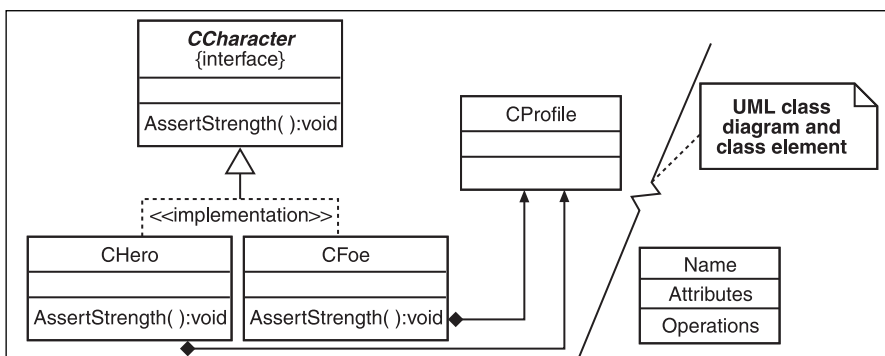 CCharacter
{interface}
AssertStrength( ):void
<<implementation>>
CHero
AssertStrength( ):void
CFoe
AssertStrength( ):void
CProfile
UML class
diagram and
class element
Name
Attributes
Operations